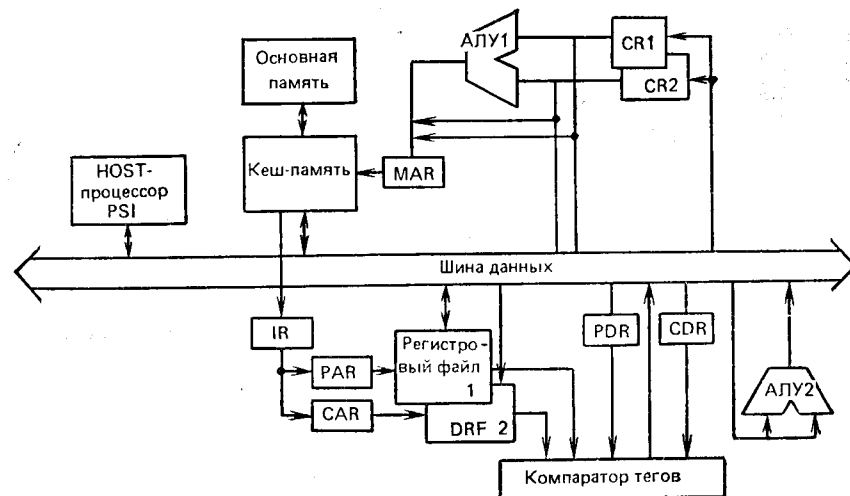 АЛУ1
CR1
CR2
Основная
память
Кеш-память
MAR
HOST-
процессор
PSI
Шина данных
IR
PAR
CAR
Регистро-
вый файл
1
DRF 2
PDR
CDR
АЛУ2
Компаратор тегов